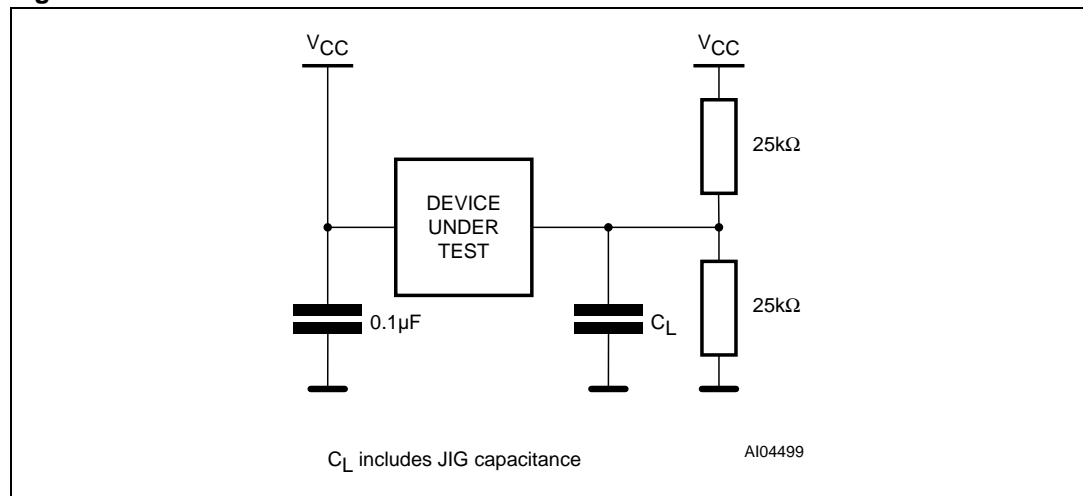 VCC
VCC
25kΩ
DEVICE
UNDER
TEST
0.1µF
CL
25kΩ
CL includes JIG capacitance
AI04499